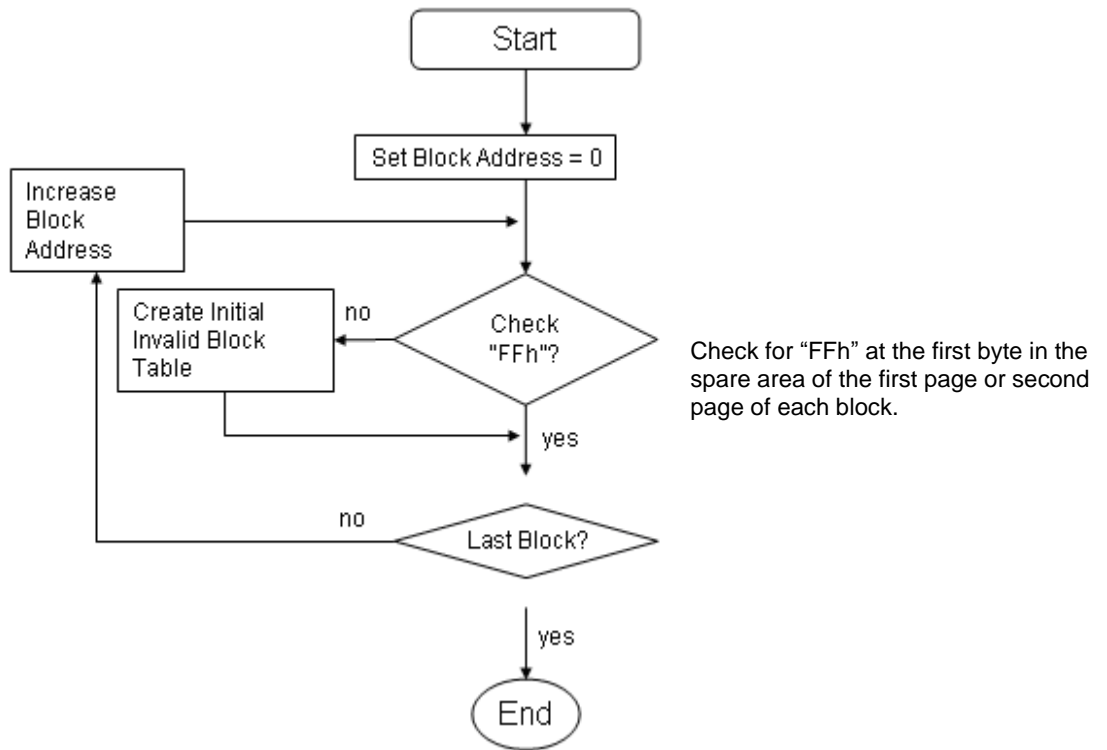 Start
Set Block Address = 0
Increase
Block
Address
Create Initial
Invalid Block
Table
no
Check
"FFh"?
Check for “FFh” at the first byte in the
spare area of the first page or second
page of each block.
yes
no
Last Block?
yes
End